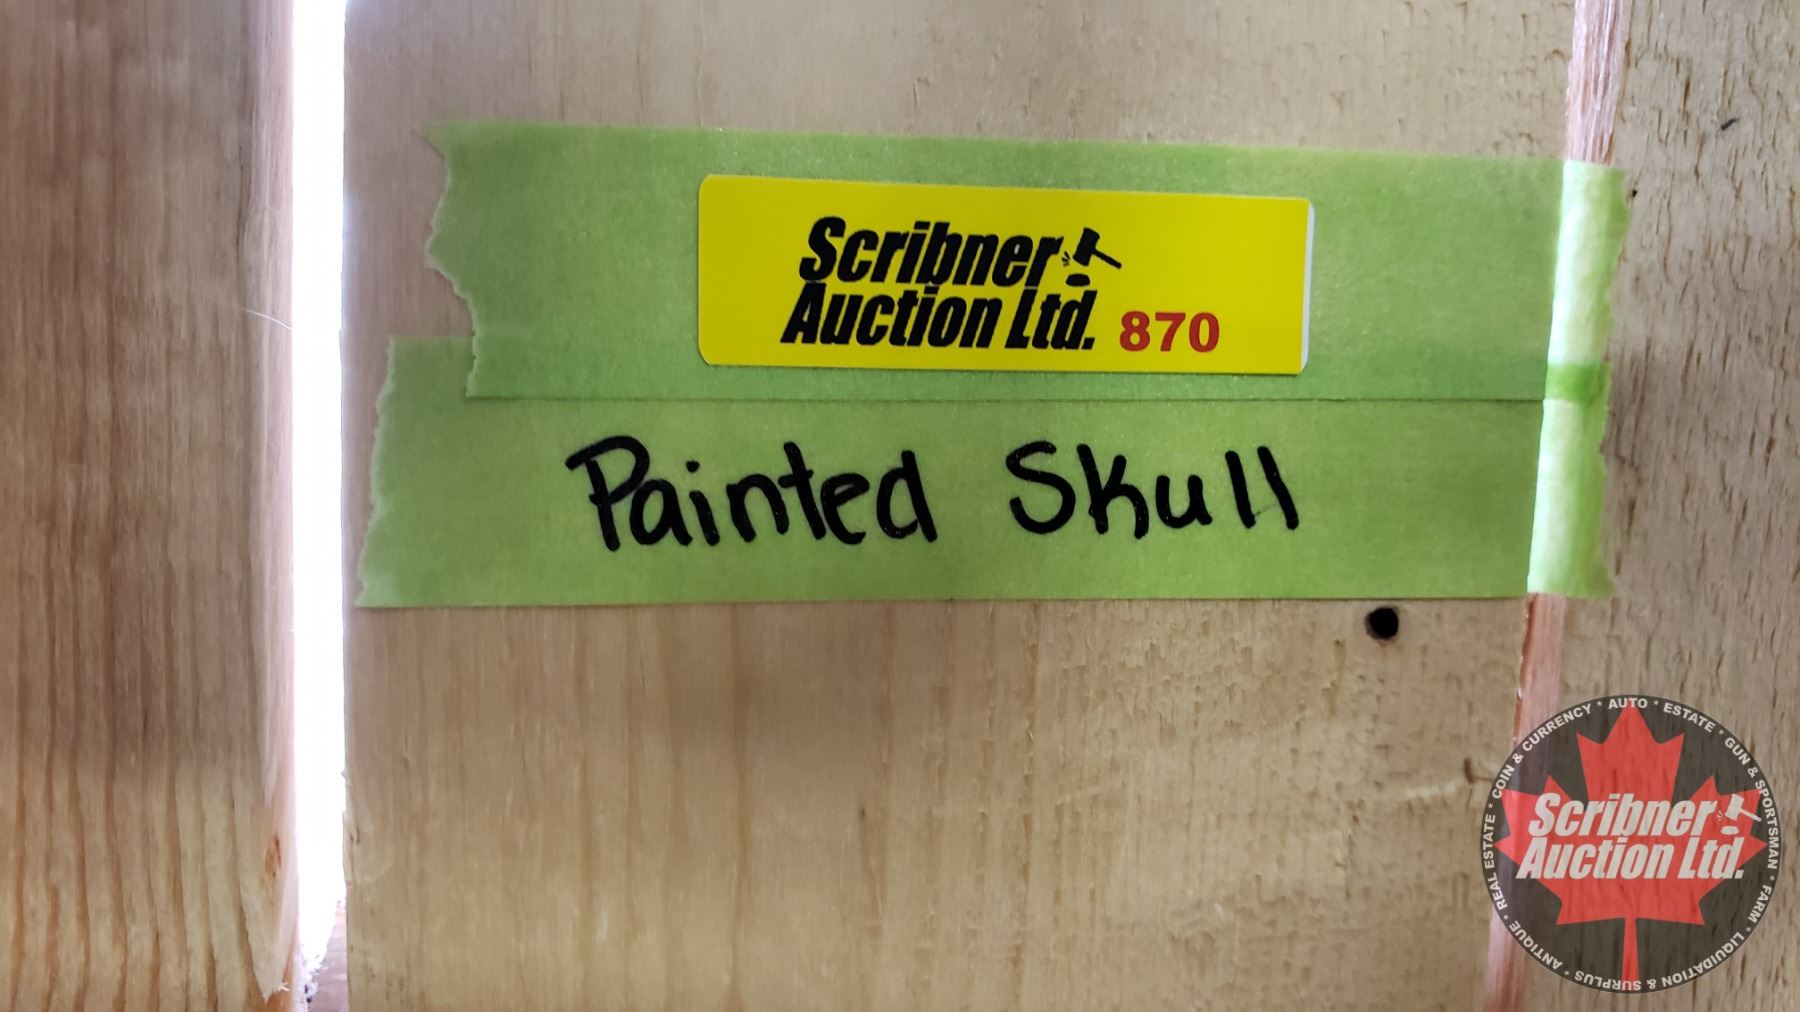 Scribner
Auction Ltd. 870
Painted Skull
REAL ESTATE * COIN & CURRENCY * AUTO * ESTATE * GUN & SPORTSMAN * FARM * LIQUIDATION & SURPLUS * ANTIQUE *
Scribner
Auction Ltd.